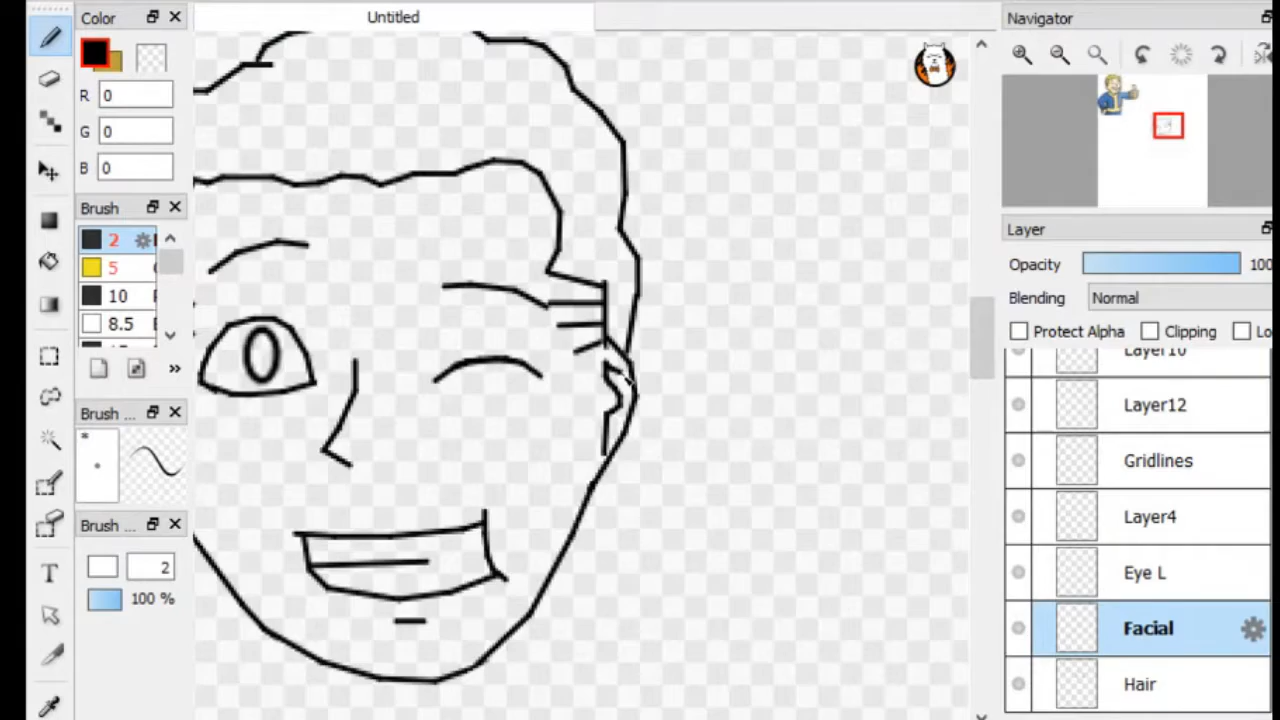 Color
Untitled
Navigator
R 0
G 0
B 0
Brush
2
5
10
8.5
Layer
Opacity 100
Blending Normal
Protect Alpha Clipping Lo
Layer10
Layer12
Gridlines
Layer4
Eye L
Facial
Hair
Brush ...
*
Brush ...
2
100 %
T